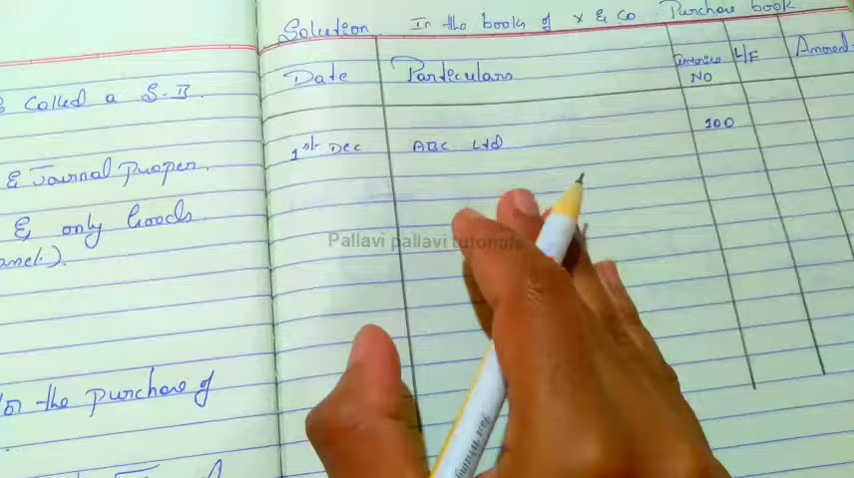 Solution In the books of X & Co Purchase book
Date Particulars Invoice NO L/F Amount
1st Dec ABC Ltd 100
Called a S.B.
& Journal Proper.
& only Goods
For the purchase of
Pallavi pallavi tutorials